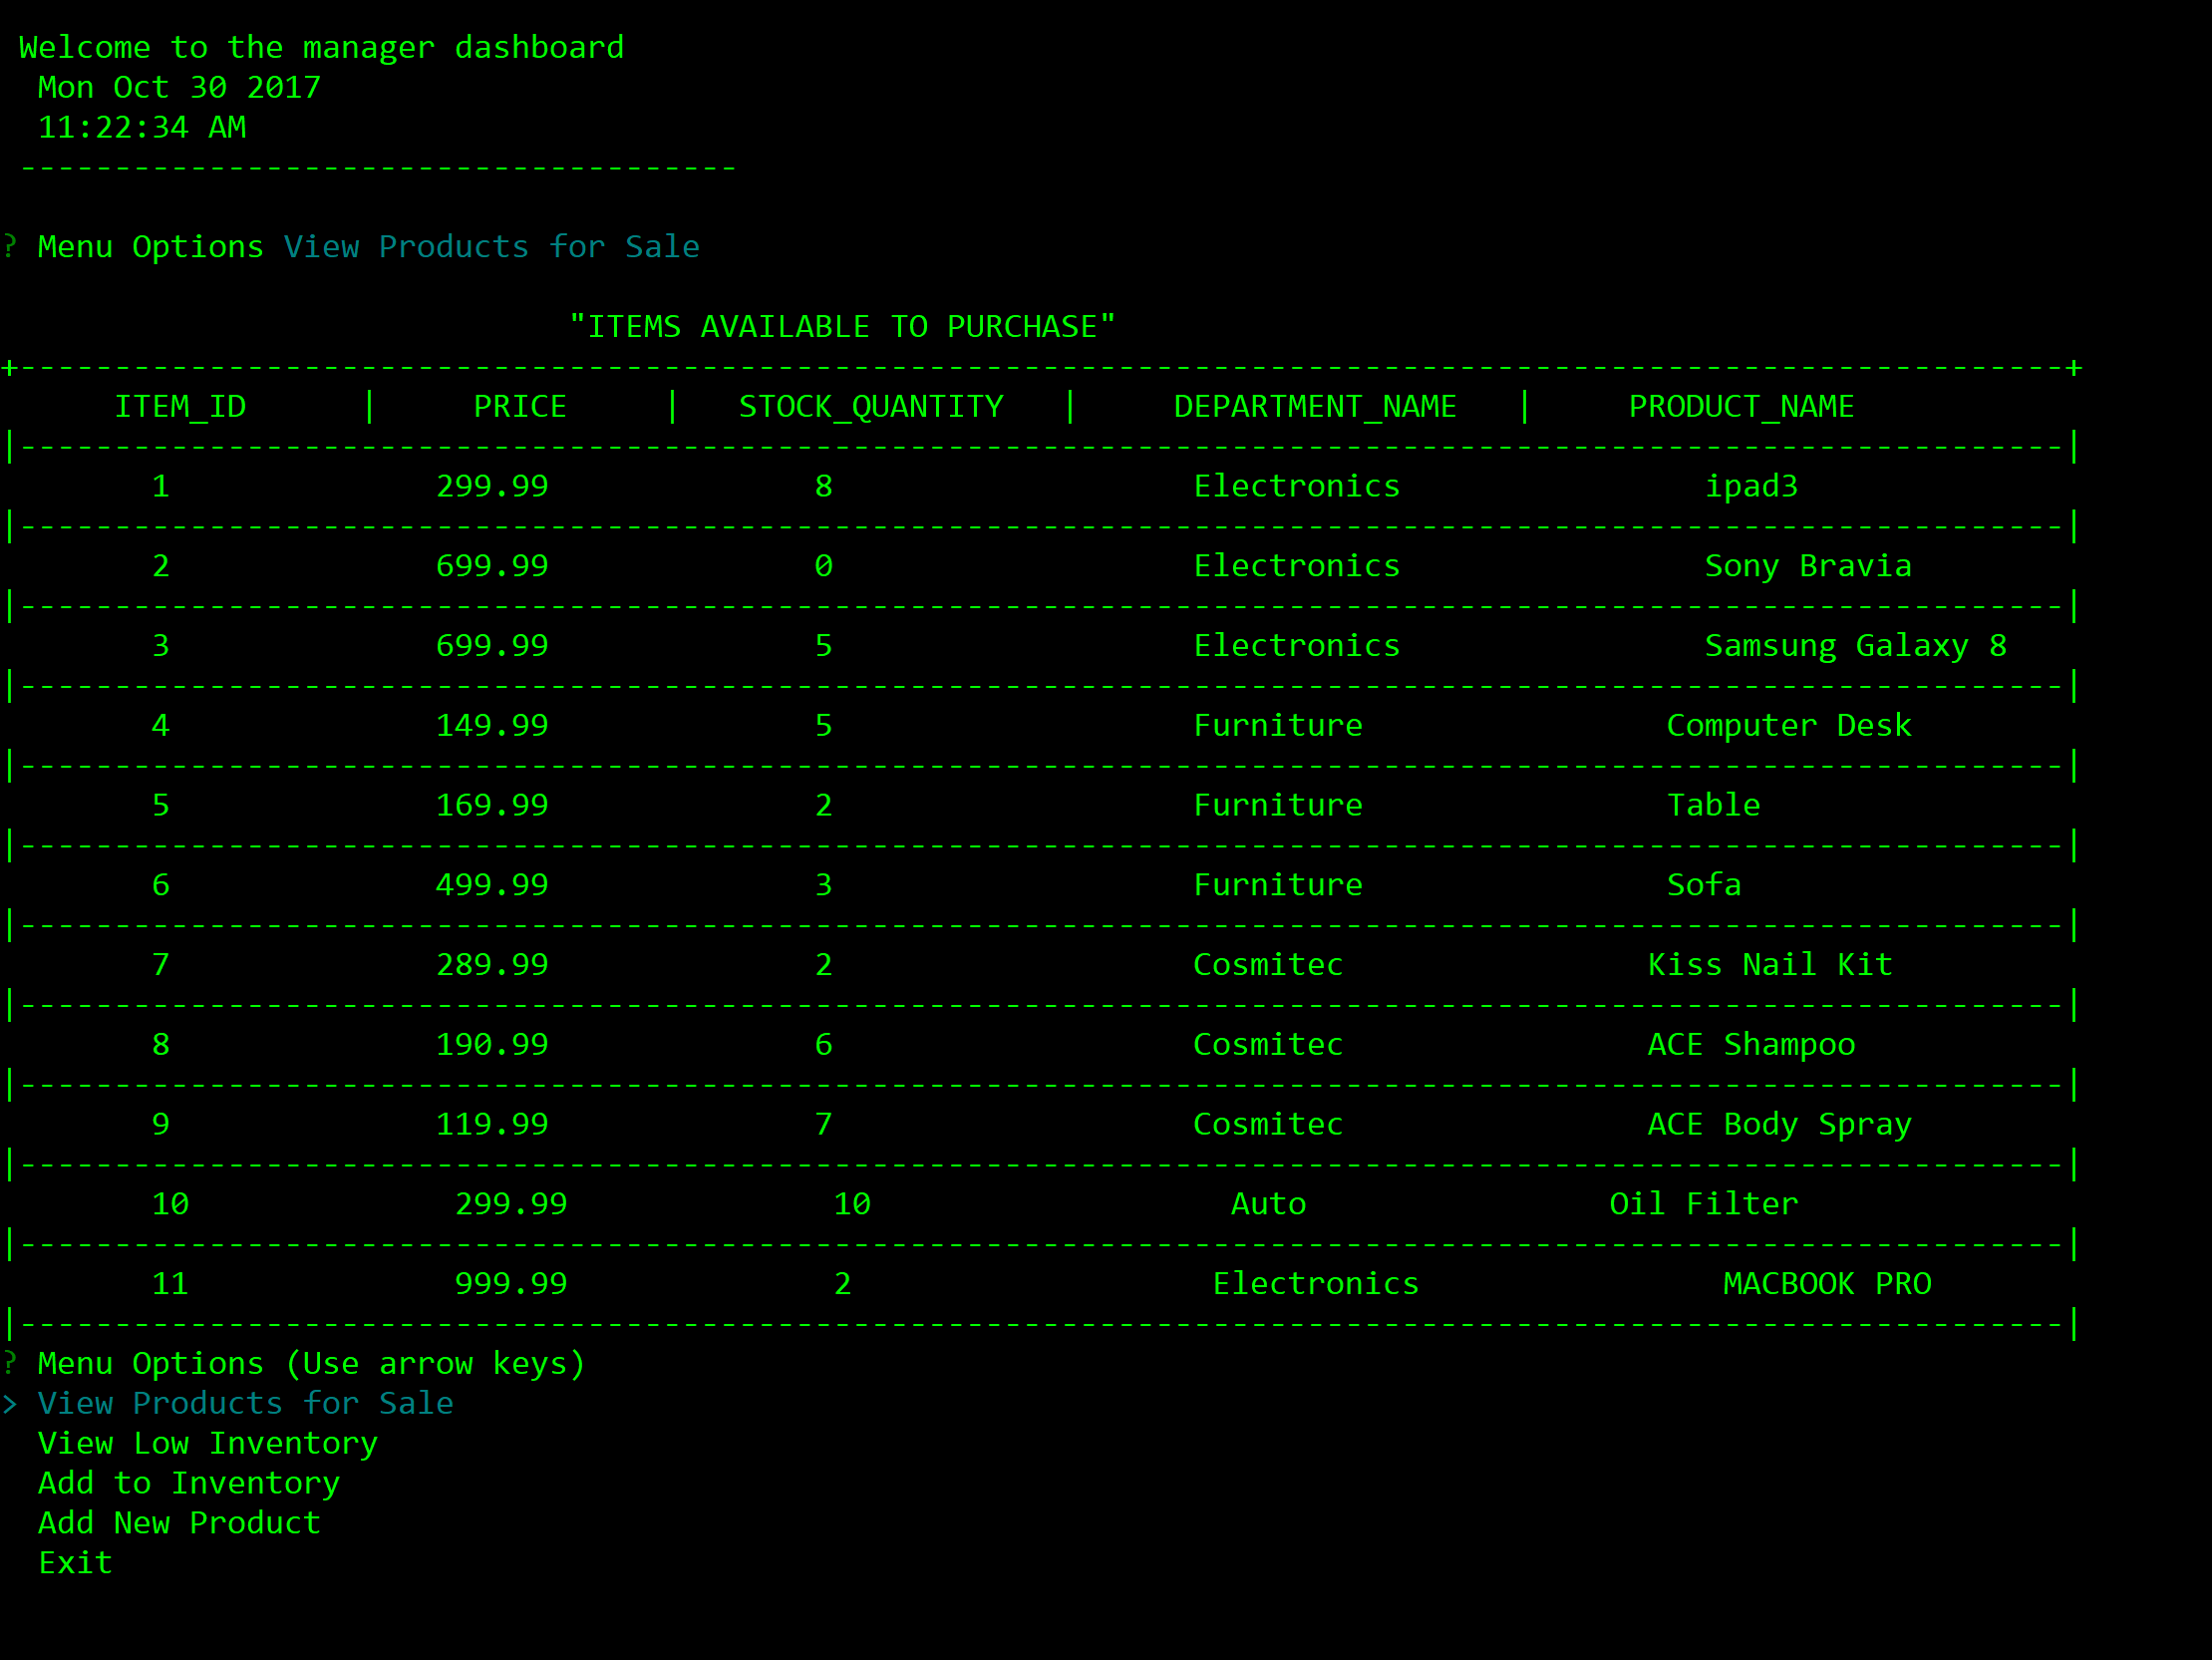 Welcome to the manager dashboard
Mon Oct 30 2017
11:22:34 AM
--------------------------------------
? Menu Options View Products for Sale
"ITEMS AVAILABLE TO PURCHASE"
+------------------------------------------------------------------------------------------------------------+
ITEM_ID | PRICE | STOCK_QUANTITY | DEPARTMENT_NAME | PRODUCT_NAME
|------------------------------------------------------------------------------------------------------------|
1 299.99 8 Electronics ipad3
|------------------------------------------------------------------------------------------------------------|
2 699.99 0 Electronics Sony Bravia
|------------------------------------------------------------------------------------------------------------|
3 699.99 5 Electronics Samsung Galaxy 8
|------------------------------------------------------------------------------------------------------------|
4 149.99 5 Furniture Computer Desk
|------------------------------------------------------------------------------------------------------------|
5 169.99 2 Furniture Table
|------------------------------------------------------------------------------------------------------------|
6 499.99 3 Furniture Sofa
|------------------------------------------------------------------------------------------------------------|
7 289.99 2 Cosmitec Kiss Nail Kit
|------------------------------------------------------------------------------------------------------------|
8 190.99 6 Cosmitec ACE Shampoo
|------------------------------------------------------------------------------------------------------------|
9 119.99 7 Cosmitec ACE Body Spray
|------------------------------------------------------------------------------------------------------------|
10 299.99 10 Auto Oil Filter
|------------------------------------------------------------------------------------------------------------|
11 999.99 2 Electronics MACBOOK PRO
|------------------------------------------------------------------------------------------------------------|
? Menu Options (Use arrow keys)
> View Products for Sale
View Low Inventory
Add to Inventory
Add New Product
Exit